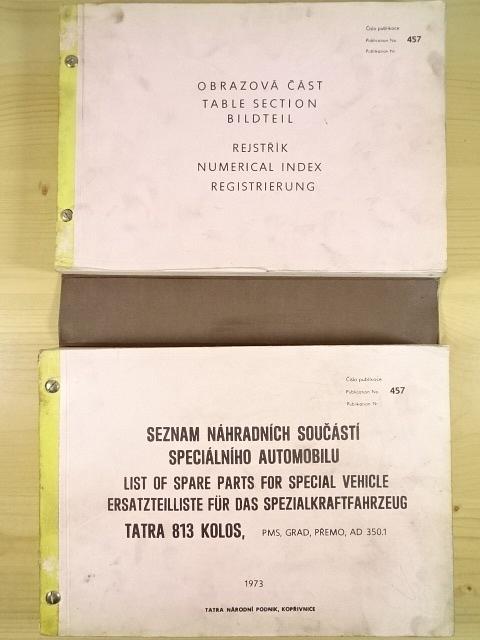 Číslo publikace
Publication No. 457
Publikation Nr.
OBRAZOVÁ ČÁST
TABLE SECTION
BILDTEIL
REJSTŘÍK
NUMERICAL INDEX
REGISTRIERUNG
Číslo publikace
Publication No. 457
Publikation Nr.
SEZNAM NÁHRADNÍCH SOUČÁSTÍ
SPECIÁLNÍHO AUTOMOBILU
LIST OF SPARE PARTS FOR SPECIAL VEHICLE
ERSATZTEILLISTE FÜR DAS SPEZIALKRAFTFAHRZEUG
TATRA 813 KOLOS, PMS, GRAD, PŘEMO, AD 350.1
1973
TATRA NÁRODNÍ PODNIK, KOPŘIVNICE